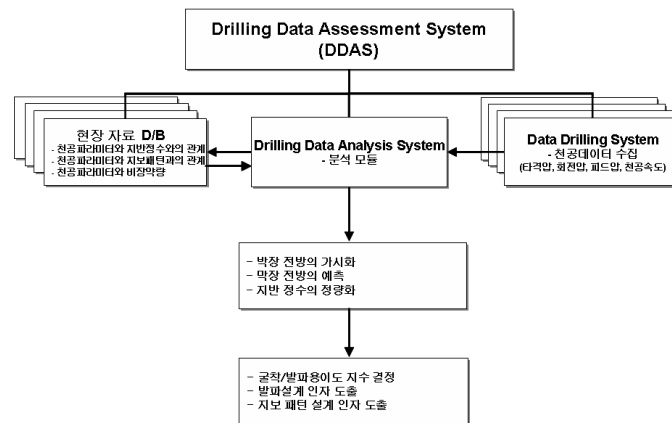 Drilling Data Assessment System
(DDAS)
현장 자료 D/B
- 천공파라미터와 지반정수와의 관계
- 천공파라미터와 지보패턴과의 관계
- 천공파라미터와 비장약량
Drilling Data Analysis System
- 분석 모듈
Data Drilling System
- 천공데이터 수집
(타격압, 회전압, 피드압, 천공속도)
- 박장 전방의 가시화
- 막장 전방의 예측
- 지반 정수의 정량화
- 굴착/발파용이도 지수 결정
- 발파설계 인자 도출
- 지보 패턴 설계 인자 도출